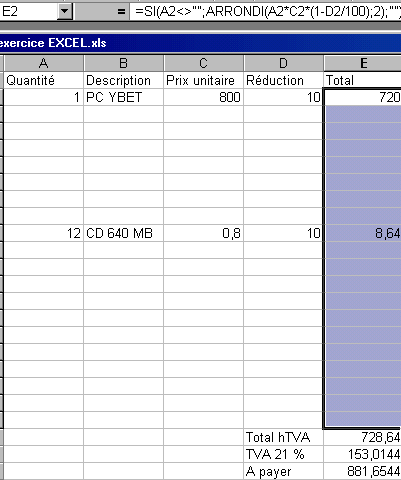 E2 = =SI(A2<>"";ARRONDI(A2*C2*(1-D2/100);2);"")
exercice EXCEL.xls
A B C D E
Quantité Description Prix unitaire Réduction Total
1 PC YBET 800 10 720
12 CD 640 MB 0,8 10 8,64
Total hTVA 728,64
TVA 21 % 153,0144
A payer 881,6544